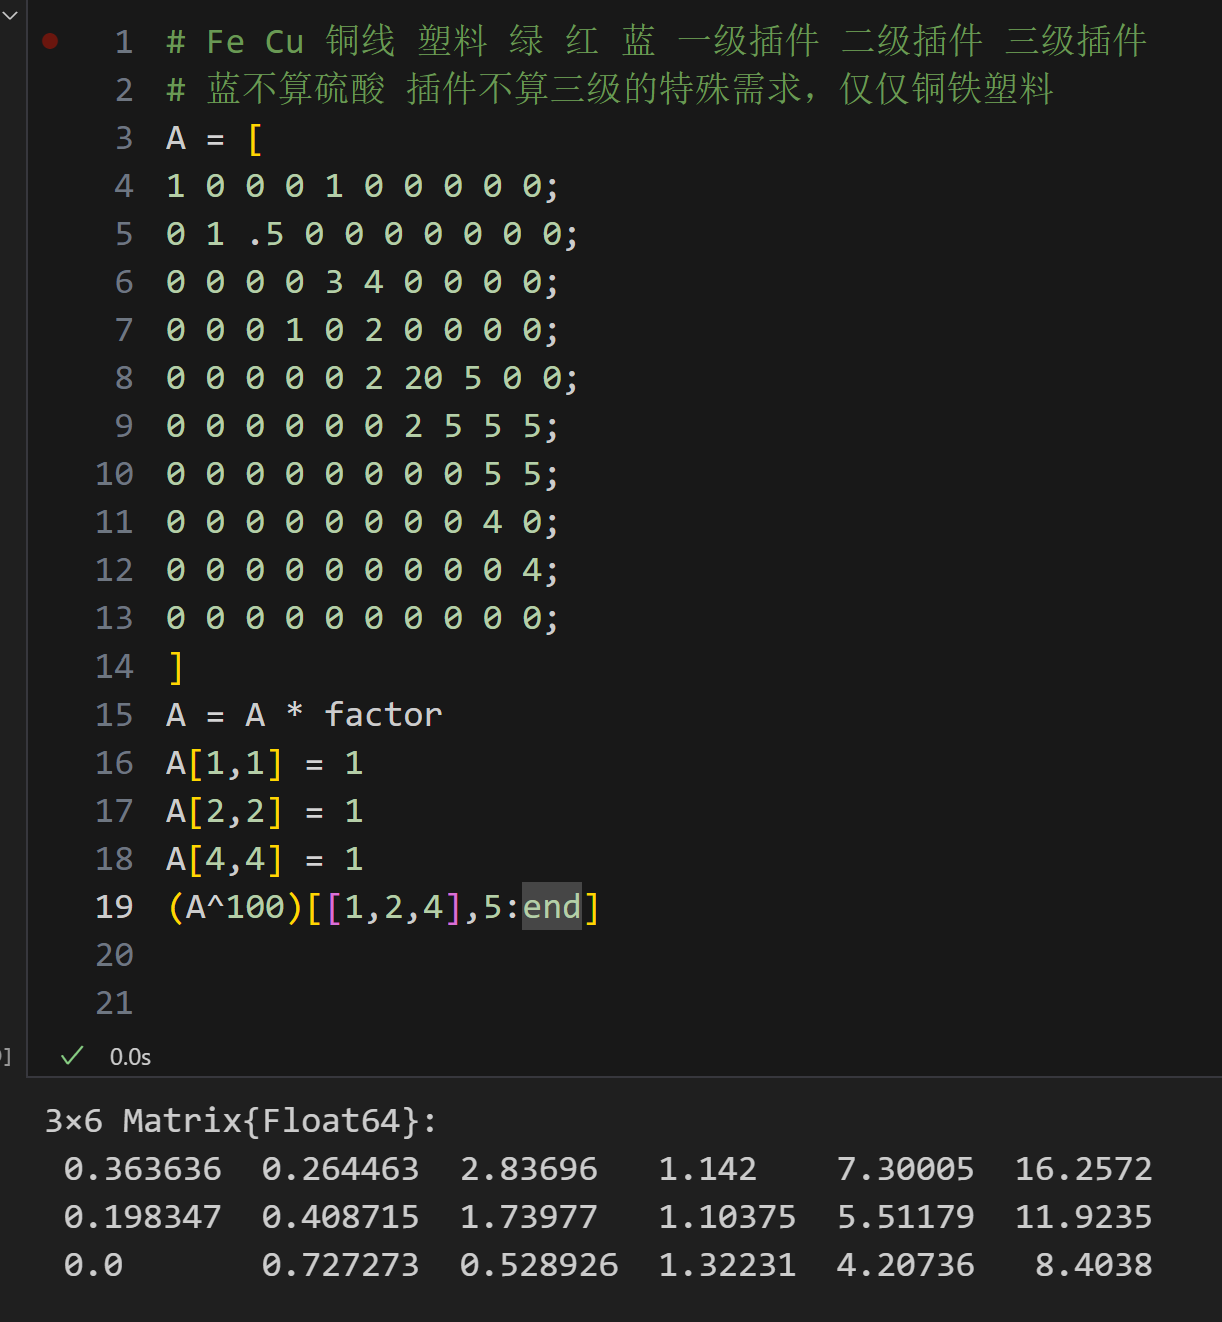 1 # Fe Cu 铜线 塑料 绿 红 蓝 一级插件 二级插件 三级插件
2 # 蓝不算硫酸 插件不算三级的特殊需求，仅仅铜铁塑料
3 A = [
4 1 0 0 0 1 0 0 0 0 0;
5 0 1 .5 0 0 0 0 0 0 0;
6 0 0 0 0 3 4 0 0 0 0;
7 0 0 0 1 0 2 0 0 0 0;
8 0 0 0 0 0 2 20 5 0 0;
9 0 0 0 0 0 0 2 5 5 5;
10 0 0 0 0 0 0 0 0 5 5;
11 0 0 0 0 0 0 0 0 4 0;
12 0 0 0 0 0 0 0 0 0 4;
13 0 0 0 0 0 0 0 0 0 0;
14 ]
15 A = A * factor
16 A[1,1] = 1
17 A[2,2] = 1
18 A[4,4] = 1
19 (A^100)[[1,2,4],5:end]
20
21
] 0.0s
3×6 Matrix{Float64}:
0.363636 0.264463 2.83696 1.142 7.30005 16.2572
0.198347 0.408715 1.73977 1.10375 5.51179 11.9235
0.0 0.727273 0.528926 1.32231 4.20736 8.4038